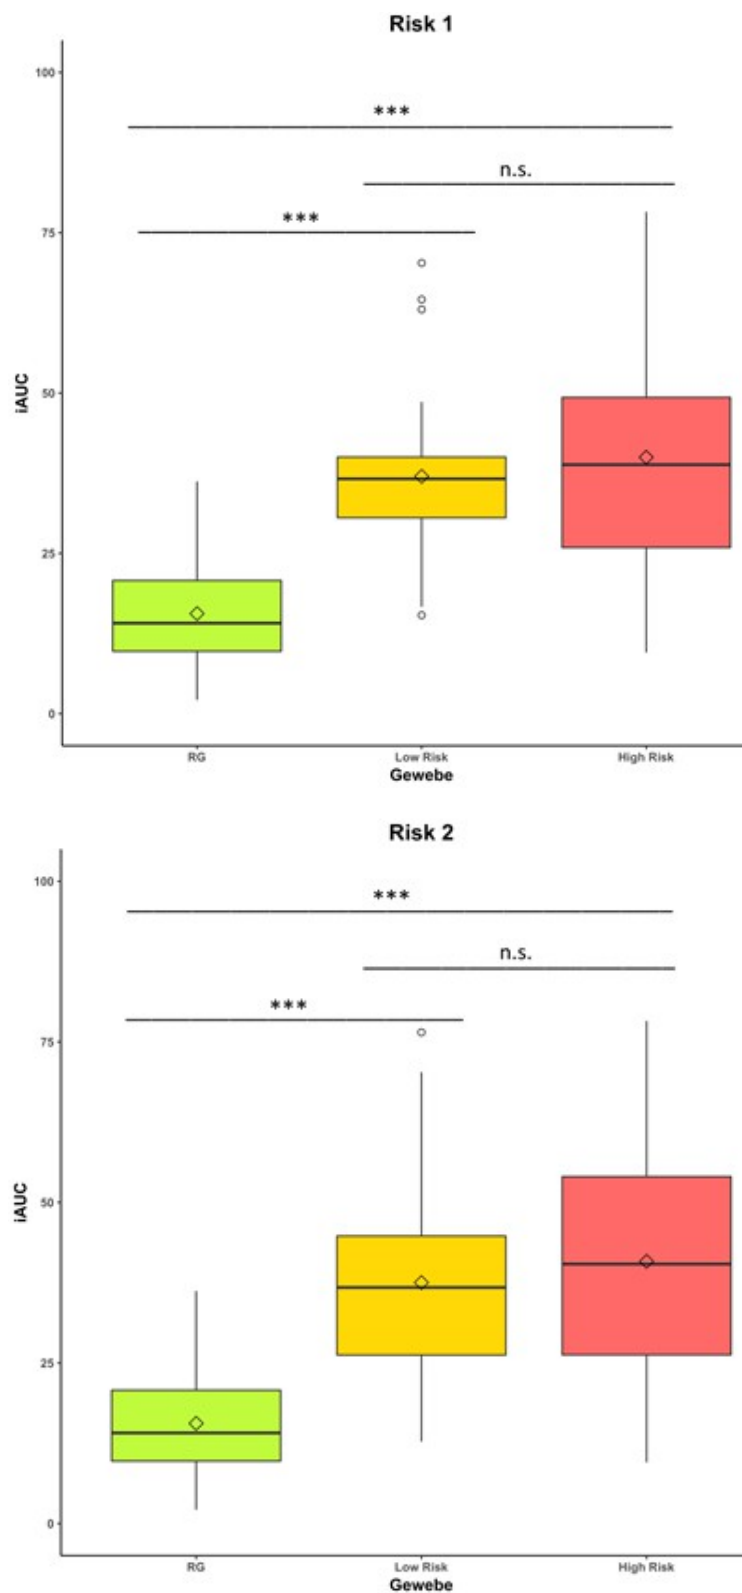 Risk 1
100
***
n.s.
***
75
50
25
0
iAUC
RG Low Risk High Risk
Gewebe
Risk 2
100
***
n.s.
***
75
50
25
0
iAUC
RG Low Risk High Risk
Gewebe